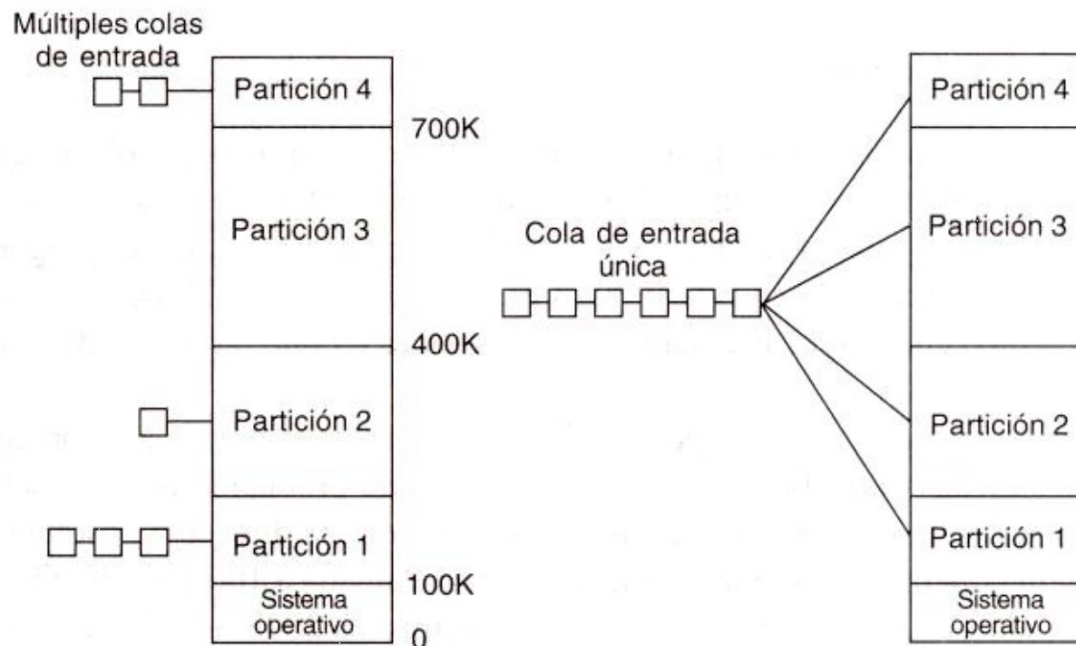 Múltiples colas
de entrada
Partición 4
700K
Partición 3
400K
Partición 2
Partición 1
100K
Sistema
operativo
0
Cola de entrada
única
Partición 4
Partición 3
Partición 2
Partición 1
Sistema
operativo